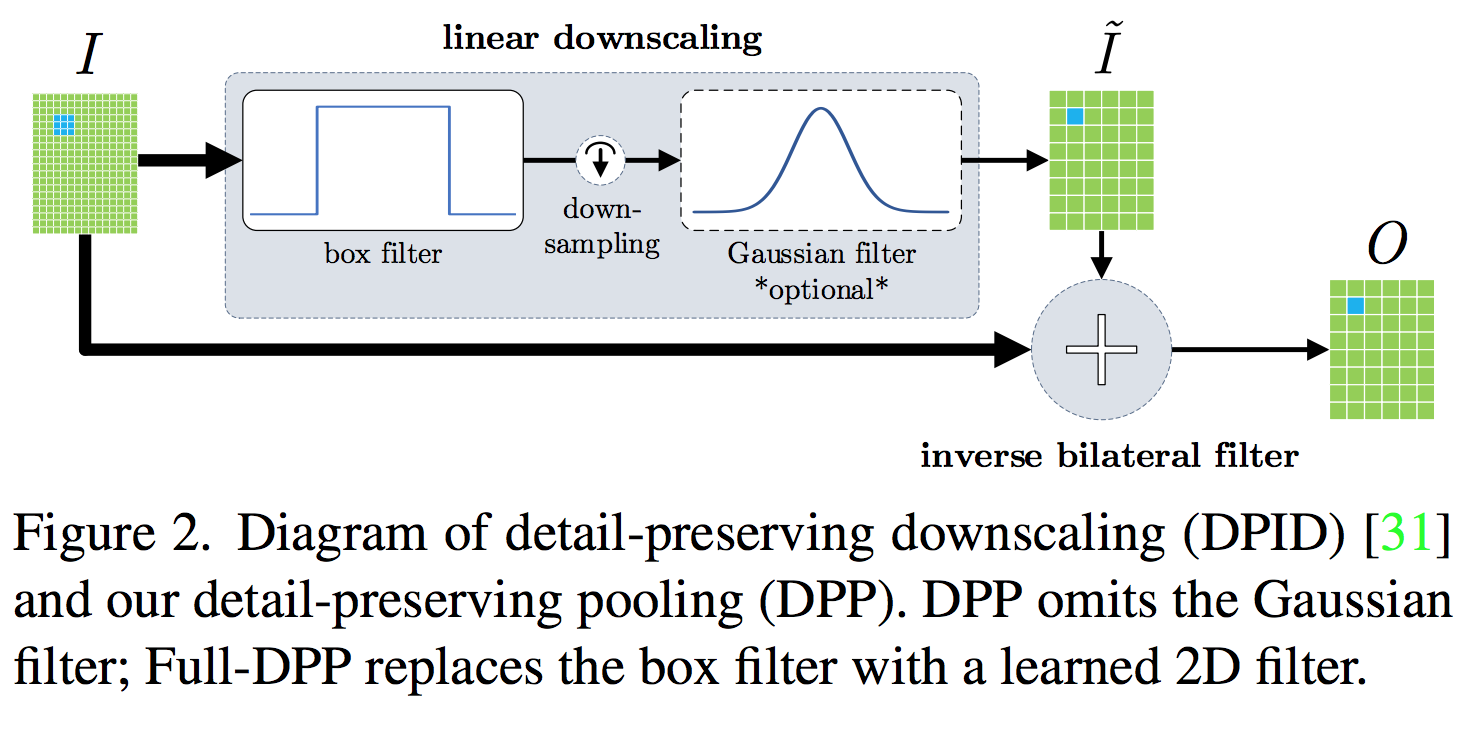 linear downscaling
I
Ĩ
box filter
down-
sampling
Gaussian filter
*optional*
O
inverse bilateral filter
Figure 2. Diagram of detail-preserving downscaling (DPID) [31]
and our detail-preserving pooling (DPP). DPP omits the Gaussian
filter; Full-DPP replaces the box filter with a learned 2D filter.